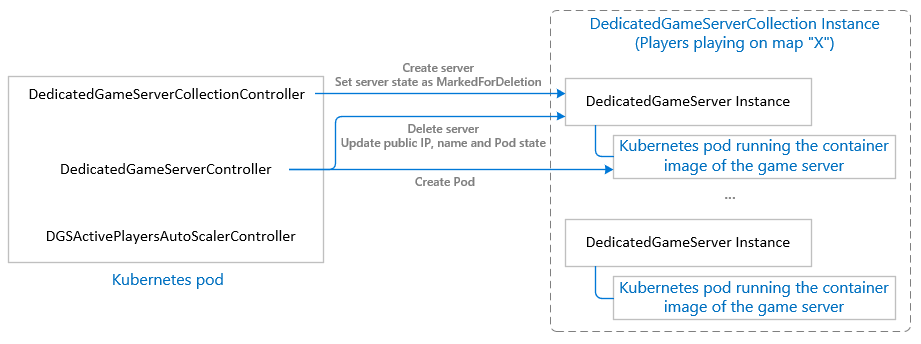 DedicatedGameServerCollection Instance
(Players playing on map "X")
Create server
Set server state as MarkedForDeletion
DedicatedGameServerCollectionController
DedicatedGameServer Instance
Delete server
Update public IP, name and Pod state
Kubernetes pod running the container
image of the game server
DedicatedGameServerController
Create Pod
...
DGSActivePlayersAutoScalerController
DedicatedGameServer Instance
Kubernetes pod
Kubernetes pod running the container
image of the game server